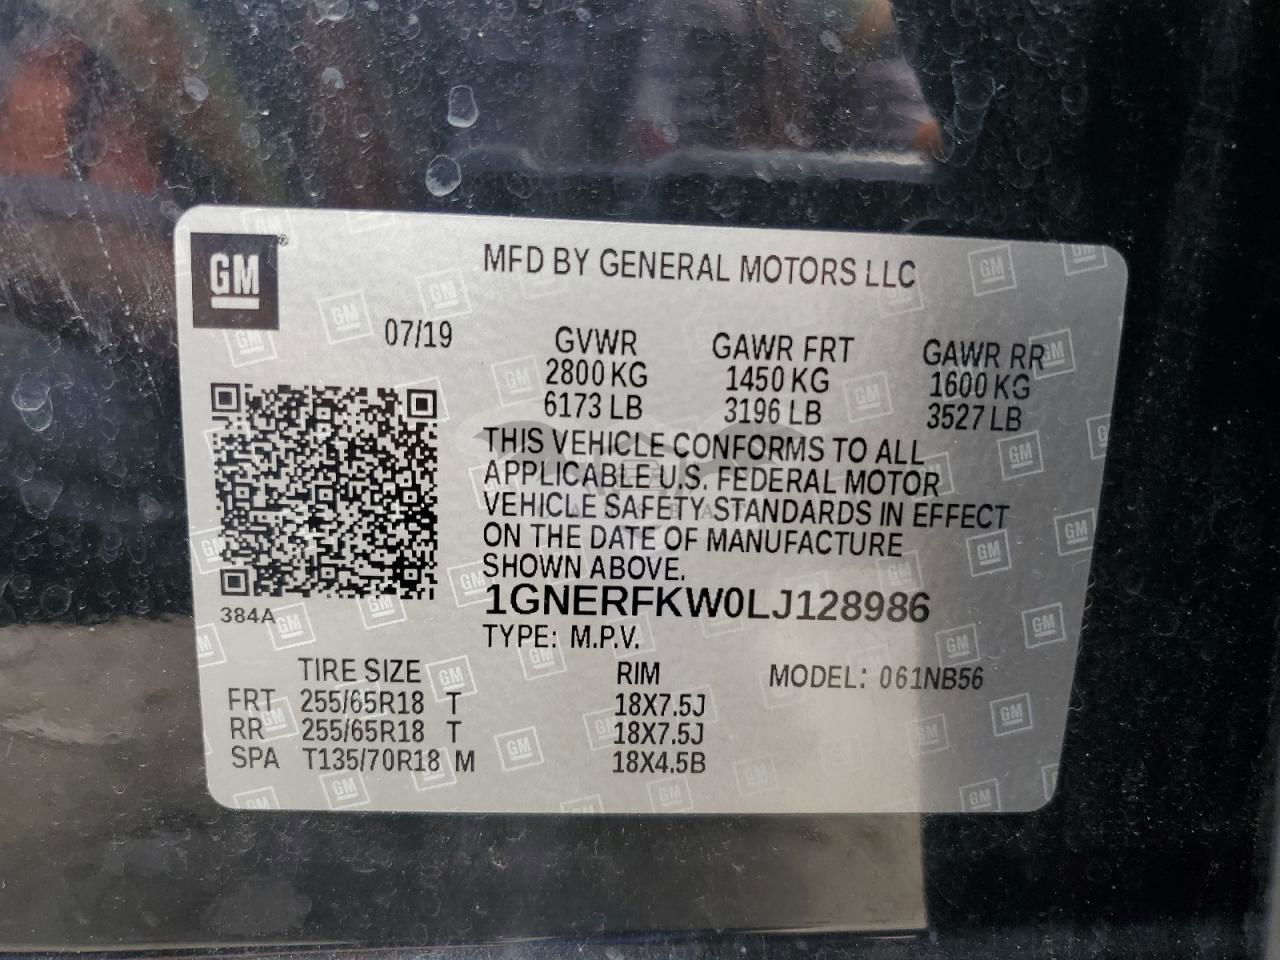 GM
MFD BY GENERAL MOTORS LLC
07/19
GVWR GAWR FRT GAWR RR
2800 KG 1450 KG 1600 KG
6173 LB 3196 LB 3527 LB
THIS VEHICLE CONFORMS TO ALL
APPLICABLE U.S. FEDERAL MOTOR
VEHICLE SAFETY STANDARDS IN EFFECT
ON THE DATE OF MANUFACTURE
SHOWN ABOVE.
384A
1GNERFKW0LJ128986
TYPE: M.P.V.
TIRE SIZE RIM MODEL: 061NB56
FRT 255/65R18 T 18X7.5J
RR 255/65R18 T 18X7.5J
SPA T135/70R18 M 18X4.5B